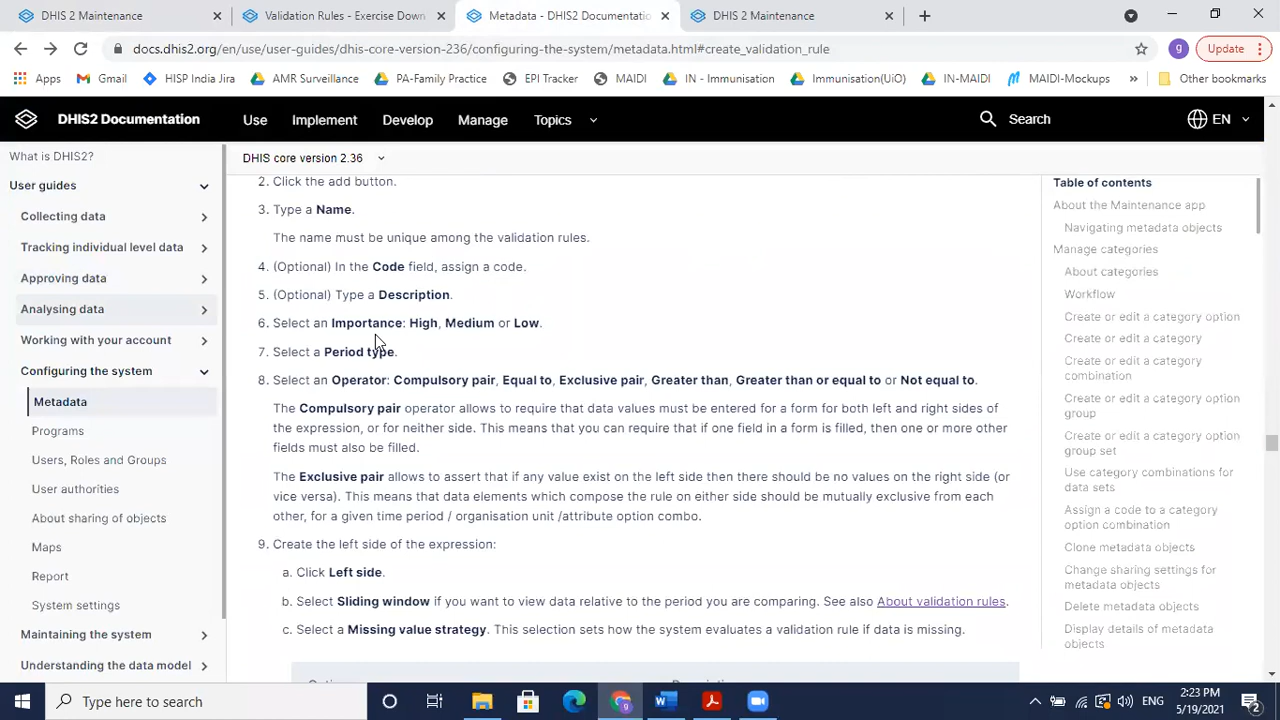 DHIS 2 Maintenance
Validation Rules - Exercise Down
Metadata - DHIS2 Documentatio
DHIS 2 Maintenance
docs.dhis2.org/en/use/user-guides/dhis-core-version-236/configuring-the-system/metadata.html#create_validation_rule
g
Update
Apps
Gmail
HISP India Jira
AMR Surveillance
PA-Family Practice
EPI Tracker
MAIDI
IN - Immunisation
Immunisation(UiO)
IN-MAIDI
MAIDI-Mockups
»
Other bookmarks
DHIS2 Documentation
Use
Implement
Develop
Manage
Topics
Search
EN
What is DHIS2?
User guides
Collecting data
Tracking individual level data
Approving data
Analysing data
Working with your account
Configuring the system
Metadata
Programs
Users, Roles and Groups
User authorities
About sharing of objects
Maps
Report
System settings
Maintaining the system
Understanding the data model
DHIS core version 2.36
2. Click the add button.
3. Type a Name.
The name must be unique among the validation rules.
4. (Optional) In the Code field, assign a code.
5. (Optional) Type a Description.
6. Select an Importance: High, Medium or Low.
7. Select a Period type.
8. Select an Operator: Compulsory pair, Equal to, Exclusive pair, Greater than, Greater than or equal to or Not equal to.
The Compulsory pair operator allows to require that data values must be entered for a form for both left and right sides of
the expression, or for neither side. This means that you can require that if one field in a form is filled, then one or more other
fields must also be filled.
The Exclusive pair allows to assert that if any value exist on the left side then there should be no values on the right side (or
vice versa). This means that data elements which compose the rule on either side should be mutually exclusive from each
other, for a given time period / organisation unit /attribute option combo.
9. Create the left side of the expression:
a. Click Left side.
b. Select Sliding window if you want to view data relative to the period you are comparing. See also About validation rules.
c. Select a Missing value strategy. This selection sets how the system evaluates a validation rule if data is missing.
Table of contents
About the Maintenance app
Navigating metadata objects
Manage categories
About categories
Workflow
Create or edit a category option
Create or edit a category
Create or edit a category
combination
Create or edit a category option
group
Create or edit a category option
group set
Use category combinations for
data sets
Assign a code to a category
option combination
Clone metadata objects
Change sharing settings for
metadata objects
Delete metadata objects
Display details of metadata
objects
Type here to search
ENG
2:23 PM
5/19/2021
2